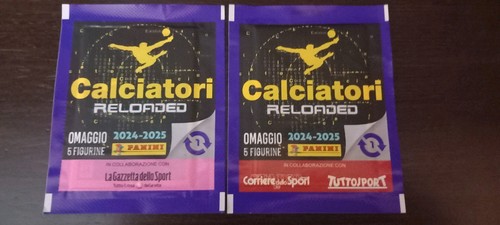 Calciatori
RELOADED
OMAGGIO
5 FIGURINE
2024-2025
PANINI
IN COLLABORAZIONE CON
La Gazzetta dello Sport
Calciatori
RELOADED
OMAGGIO
5 FIGURINE
2024-2025
PANINI
IN COLLABORAZIONE CON
Corriere dello Sport
TUTTOSPORT